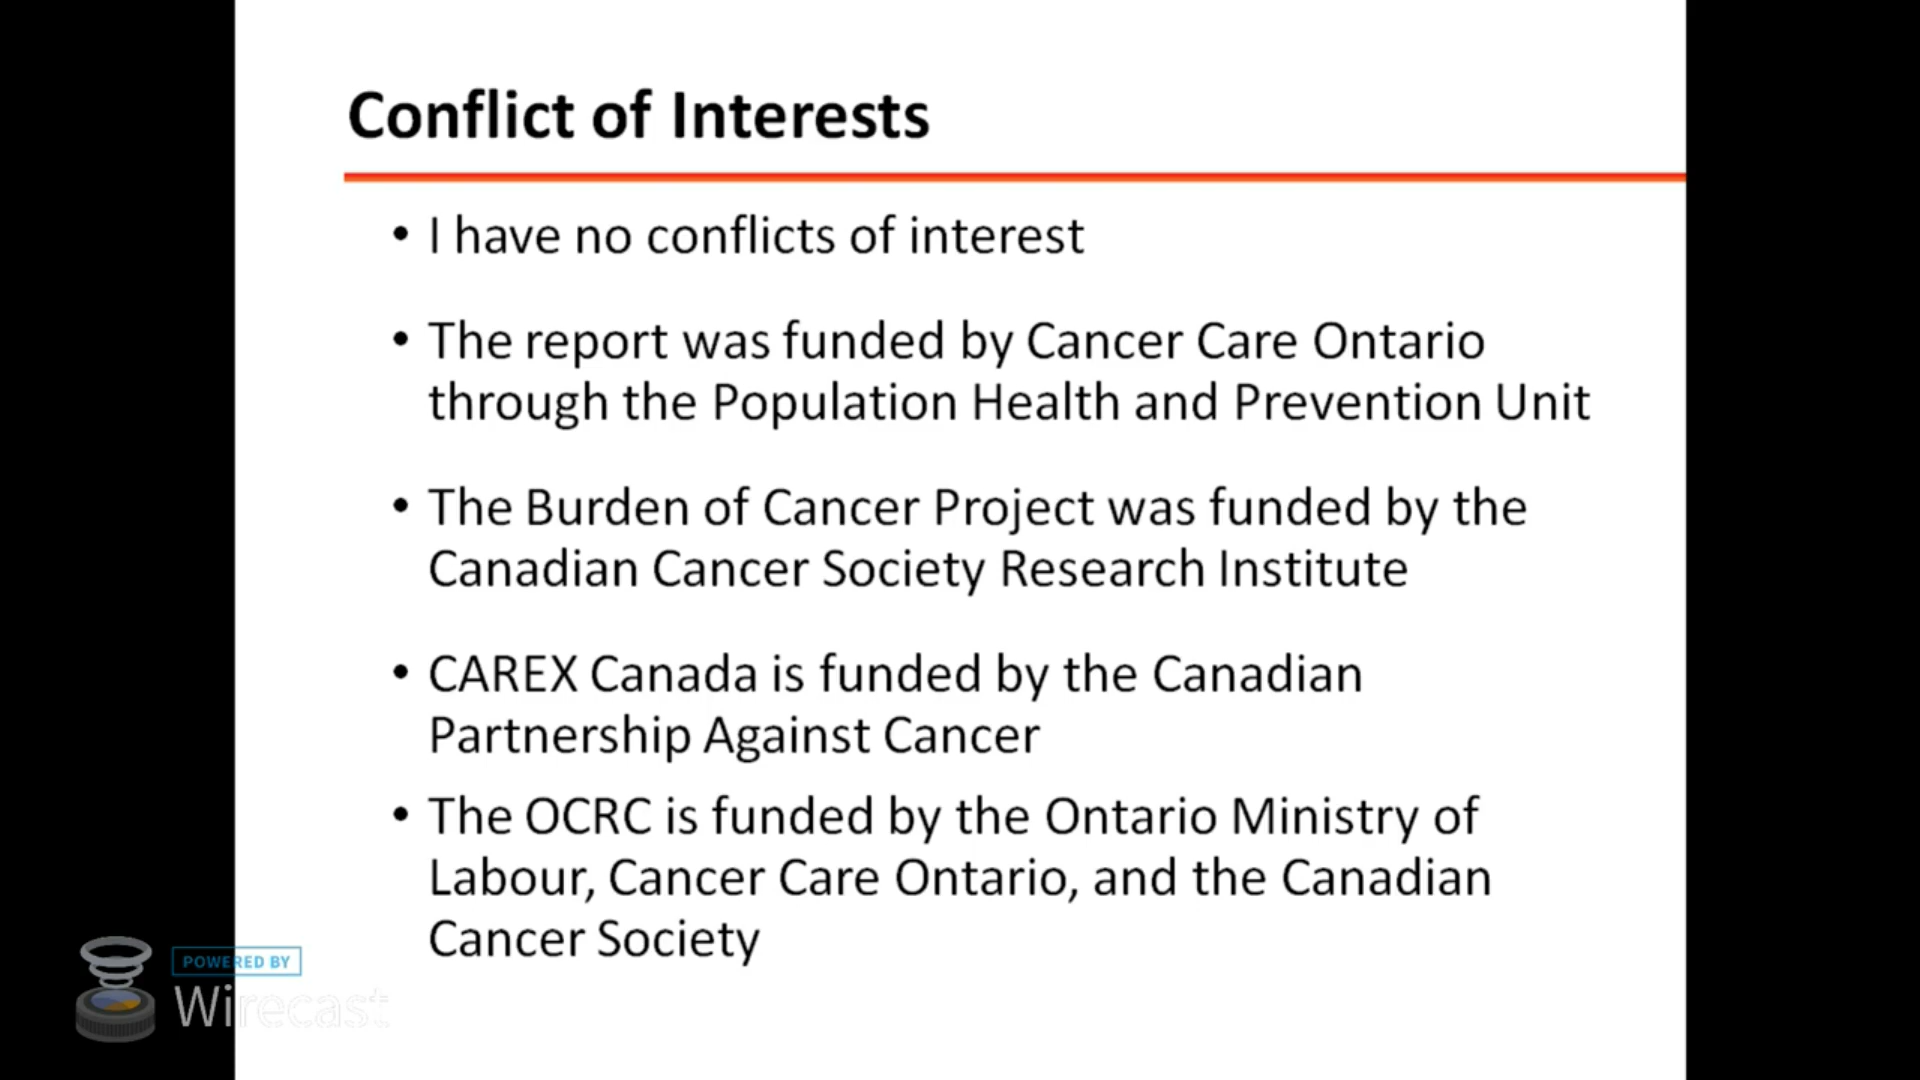 Conflict of Interests
• I have no conflicts of interest
• The report was funded by Cancer Care Ontario
through the Population Health and Prevention Unit
• The Burden of Cancer Project was funded by the
Canadian Cancer Society Research Institute
• CAREX Canada is funded by the Canadian
Partnership Against Cancer
• The OCRC is funded by the Ontario Ministry of
Labour, Cancer Care Ontario, and the Canadian
Cancer Society
POWERED BY
Wirecast